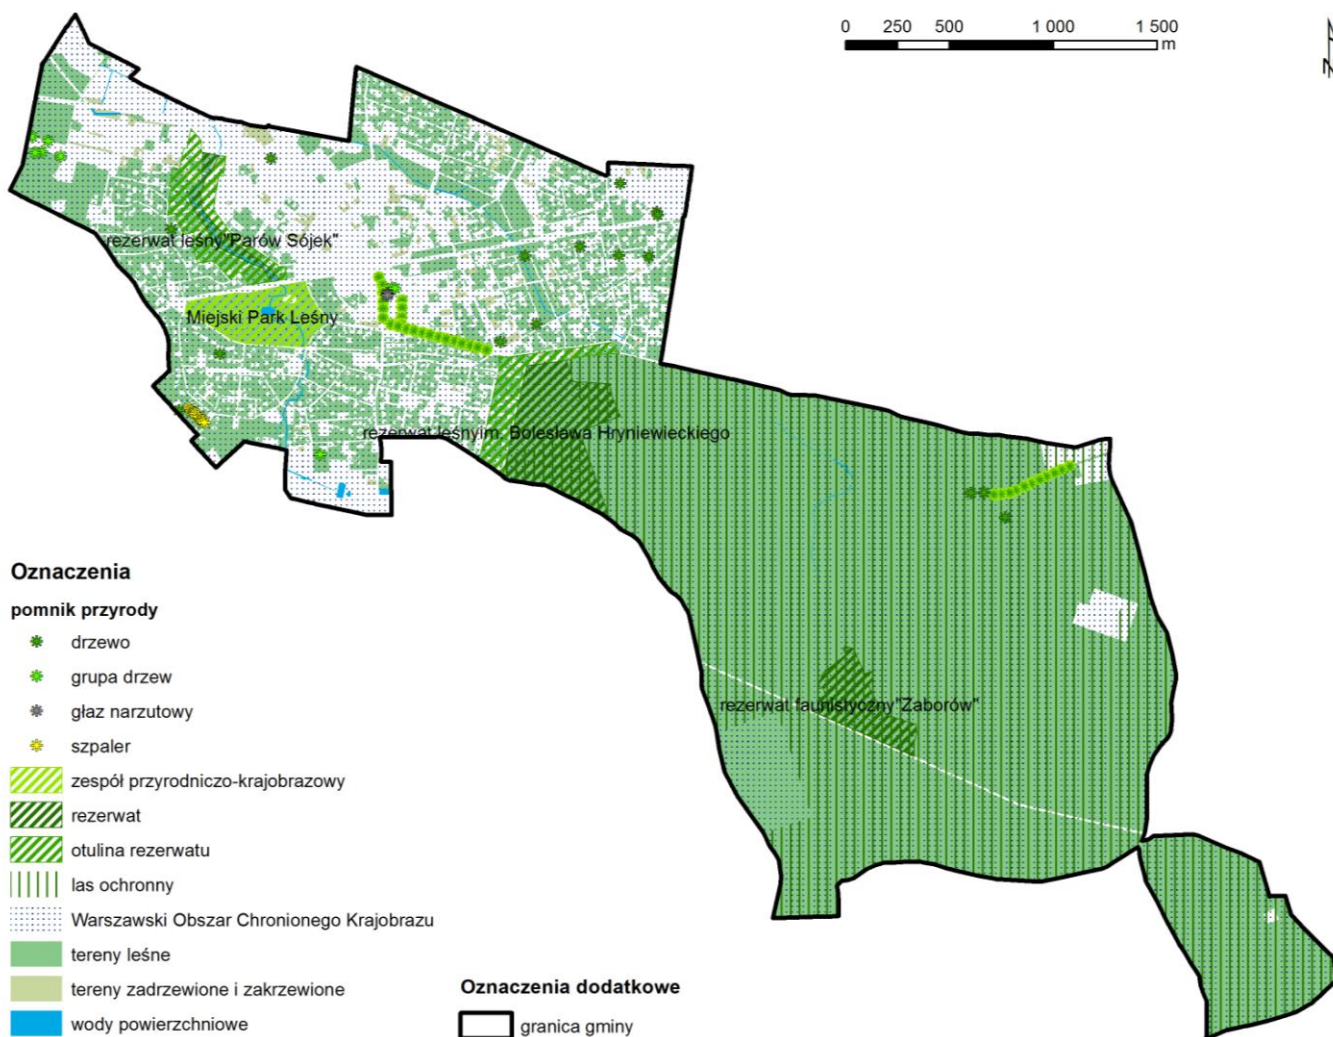 0 250 500 1 000 1 500
m
N
rezerwat leśny"Parów Sójek"
Miejski Park Leśny
rezerwat leśnyim. Bolesława Hryniewieckiego
rezerwat faunistyczny"Zaborów"
Oznaczenia
pomnik przyrody
drzewo
grupa drzew
głaz narzutowy
szpaler
zespół przyrodniczo-krajobrazowy
rezerwat
otulina rezerwatu
las ochronny
Warszawski Obszar Chronionego Krajobrazu
tereny leśne
tereny zadrzewione i zakrzewione
wody powierzchniowe
Oznaczenia dodatkowe
granica gminy